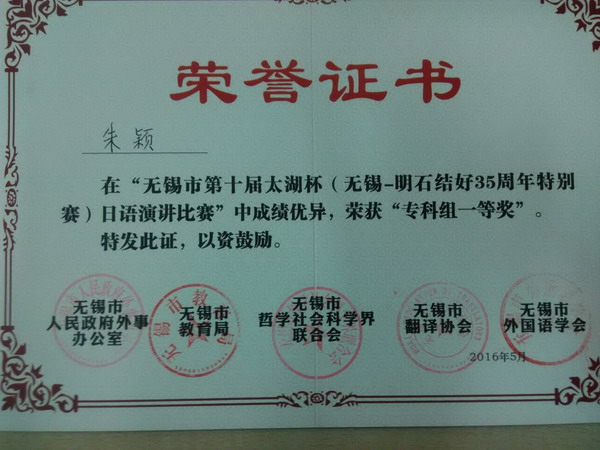 荣誉证书
朱颖
在“无锡市第十届太湖杯（无锡-明石结好35周年特别
赛）日语演讲比赛”中成绩优异，荣获“专科组一等奖”。
特发此证，以资鼓励。
无锡市
人民政府外事
办公室
无锡市
教育局
无锡市
哲学社会科学界
联合会
无锡市
翻译协会
无锡市
外国语学会
2016年5月